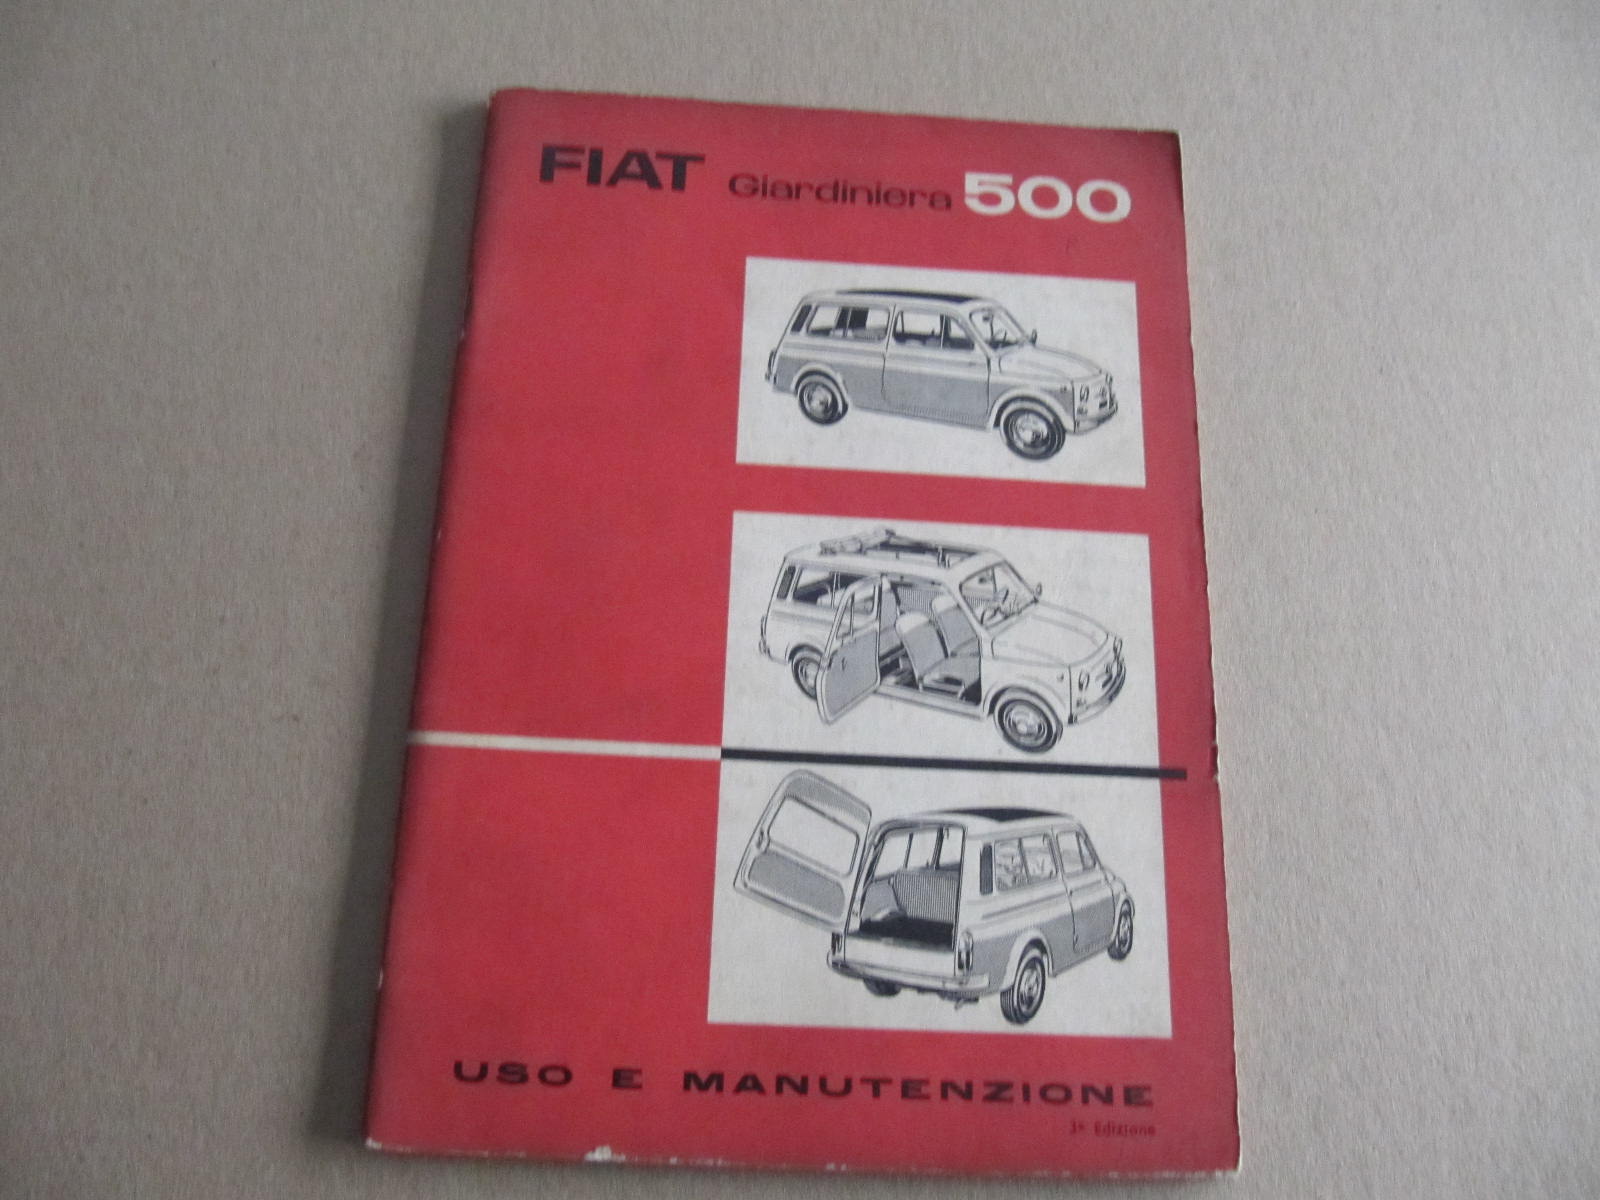 FIAT Giardiniera 500
USO E MANUTENZIONE
3ª Edizione